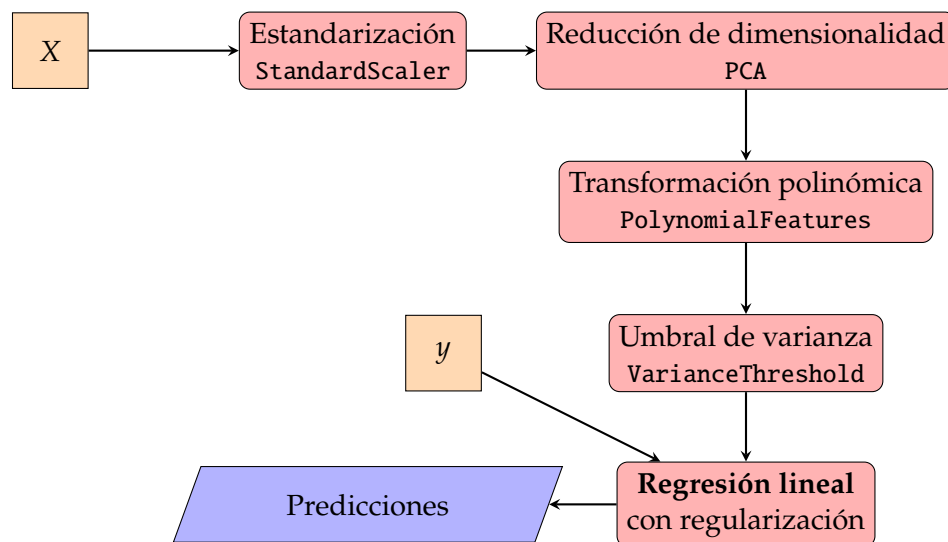 X
Estandarización
StandardScaler
Reducción de dimensionalidad
PCA
Transformación polinómica
PolynomialFeatures
Umbral de varianza
VarianceThreshold
y
Regresión lineal
con regularización
Predicciones